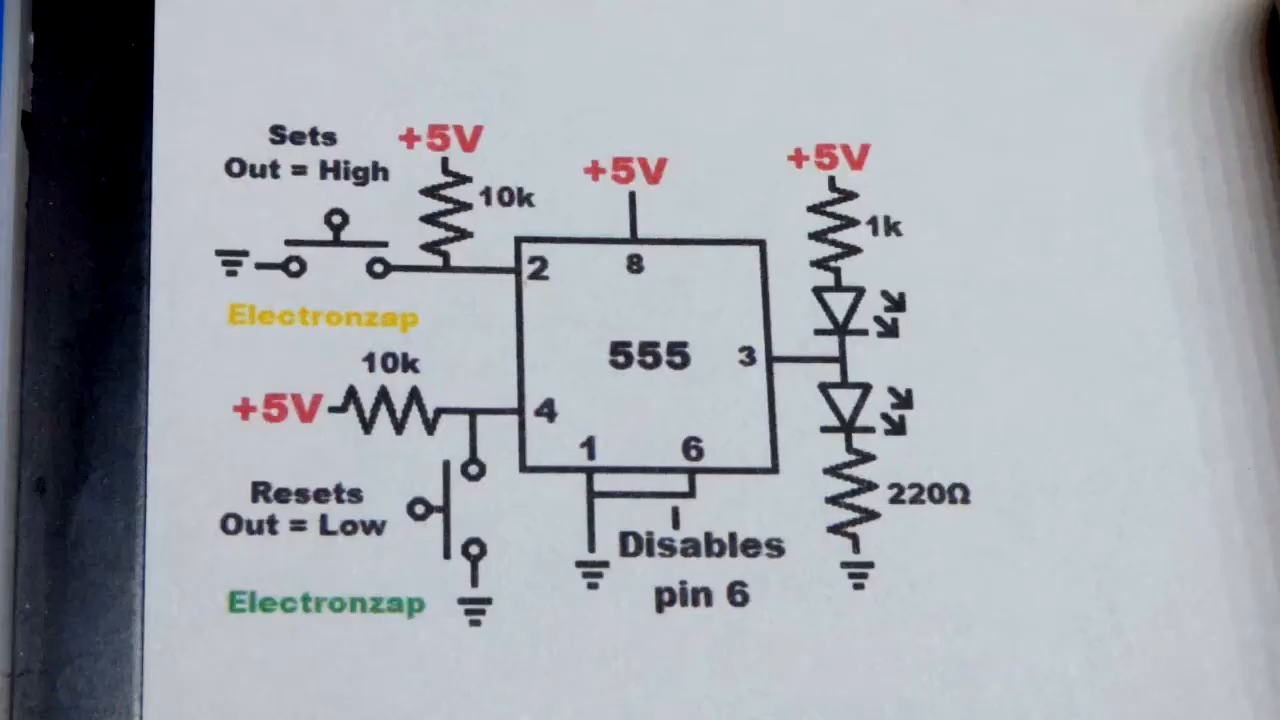 Sets
Out = High
+5V
10k
+5V
+5V
1k
2
8
Electronzap
555
3
10k
+5V
4
1
6
Resets
Out = Low
220Ω
Disables
pin 6
Electronzap